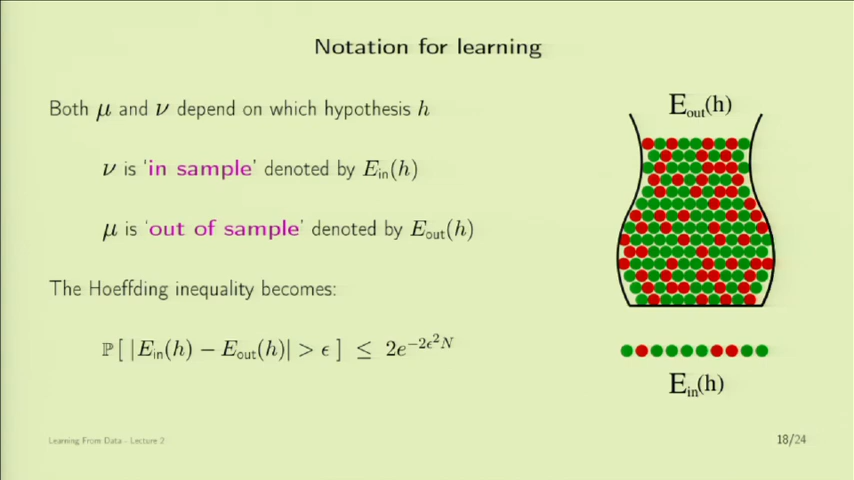 Notation for learning
Both μ and ν depend on which hypothesis h
ν is 'in sample' denoted by E_in(h)
μ is 'out of sample' denoted by E_out(h)
The Hoeffding inequality becomes:
ℙ [ |E_in(h) − E_out(h)| > ϵ ] ≤ 2e^{−2ϵ²N}
E_out(h)
E_in(h)
Learning From Data - Lecture 2
18/24